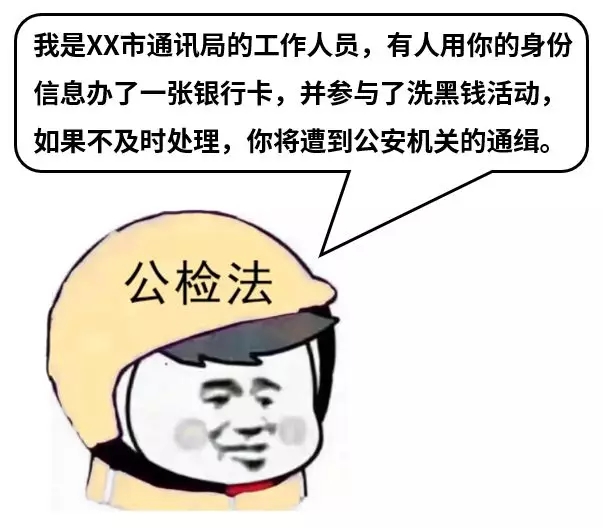 我是XX市通讯局的工作人员，有人用你的身份
信息办了一张银行卡，并参与了洗黑钱活动，
如果不及时处理，你将遭到公安机关的通缉。
公检法